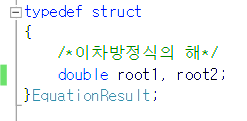 typedef struct
{
/*이차방정식의 해*/
double root1, root2;
}EquationResult;